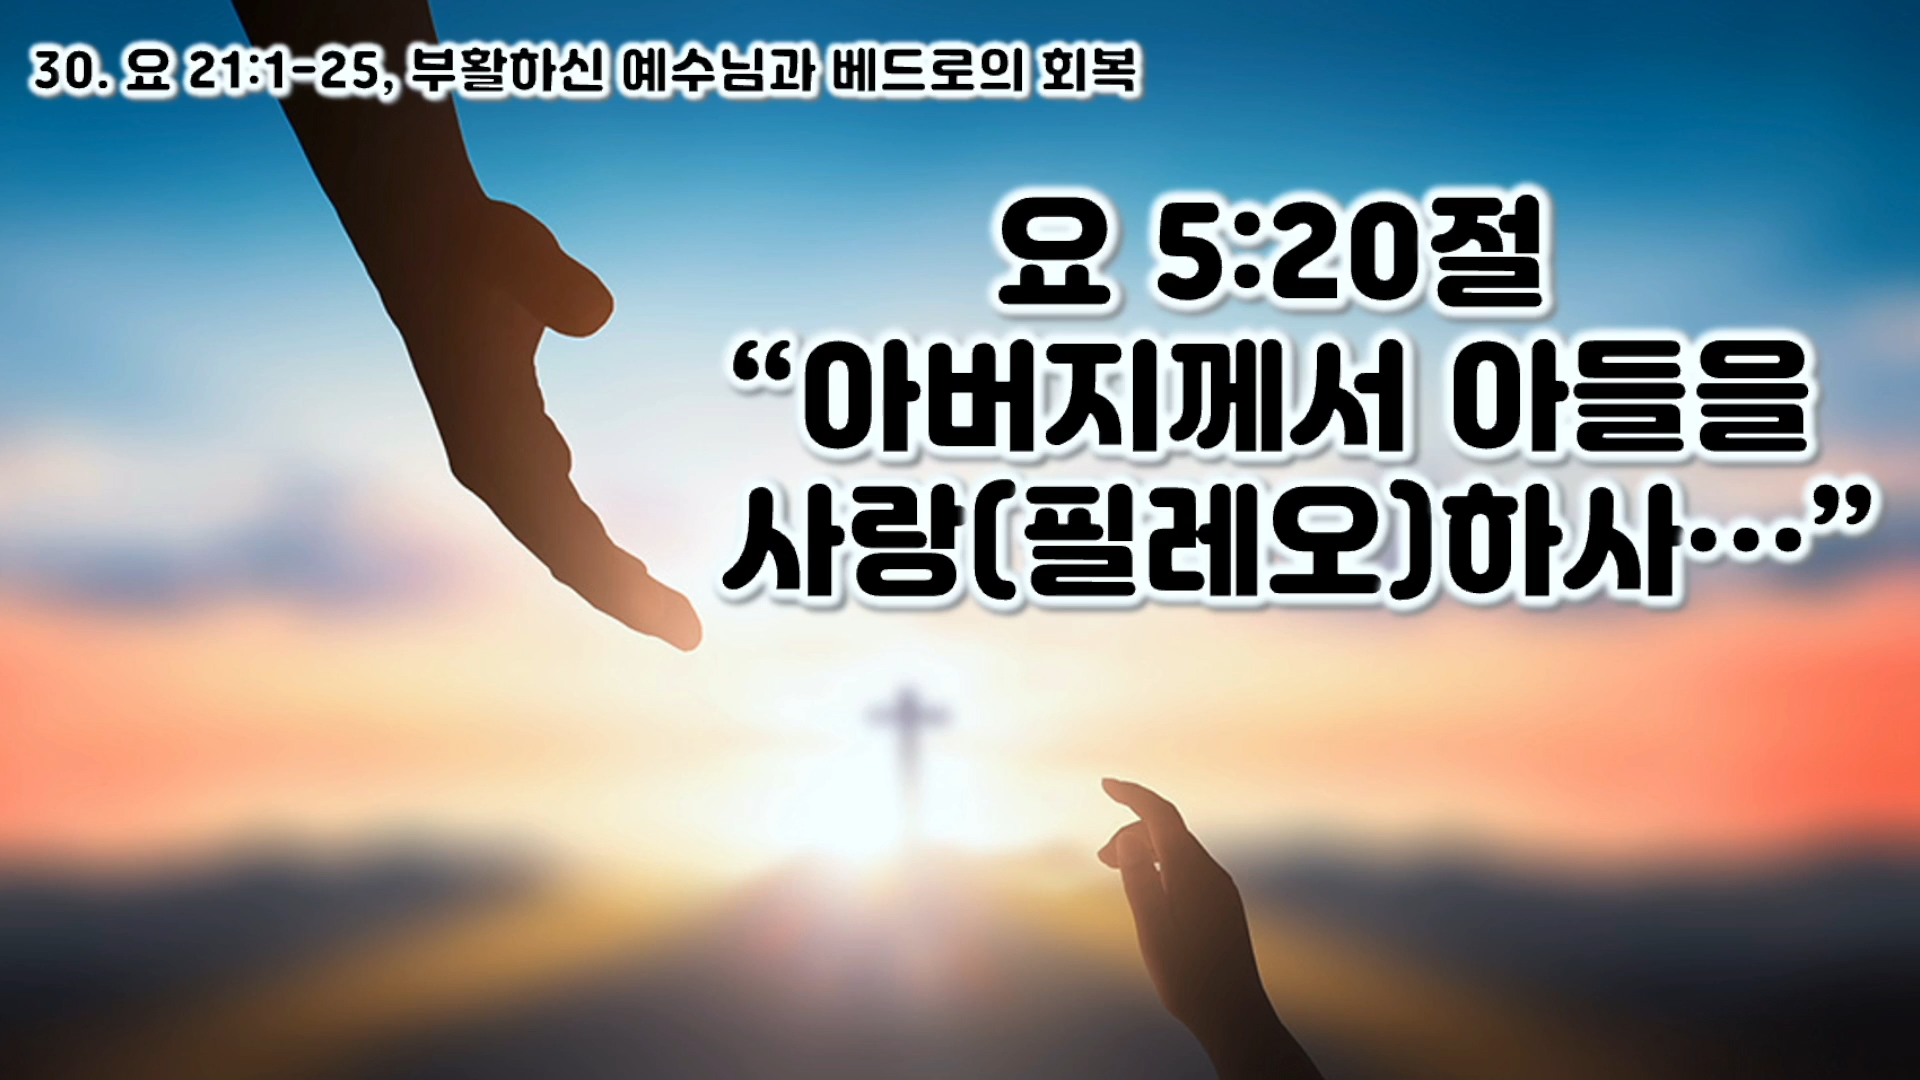 30. 요 21:1-25, 부활하신 예수님과 베드로의 회복
요 5:20절
“아버지께서 아들을
사랑(필레오)하사…”